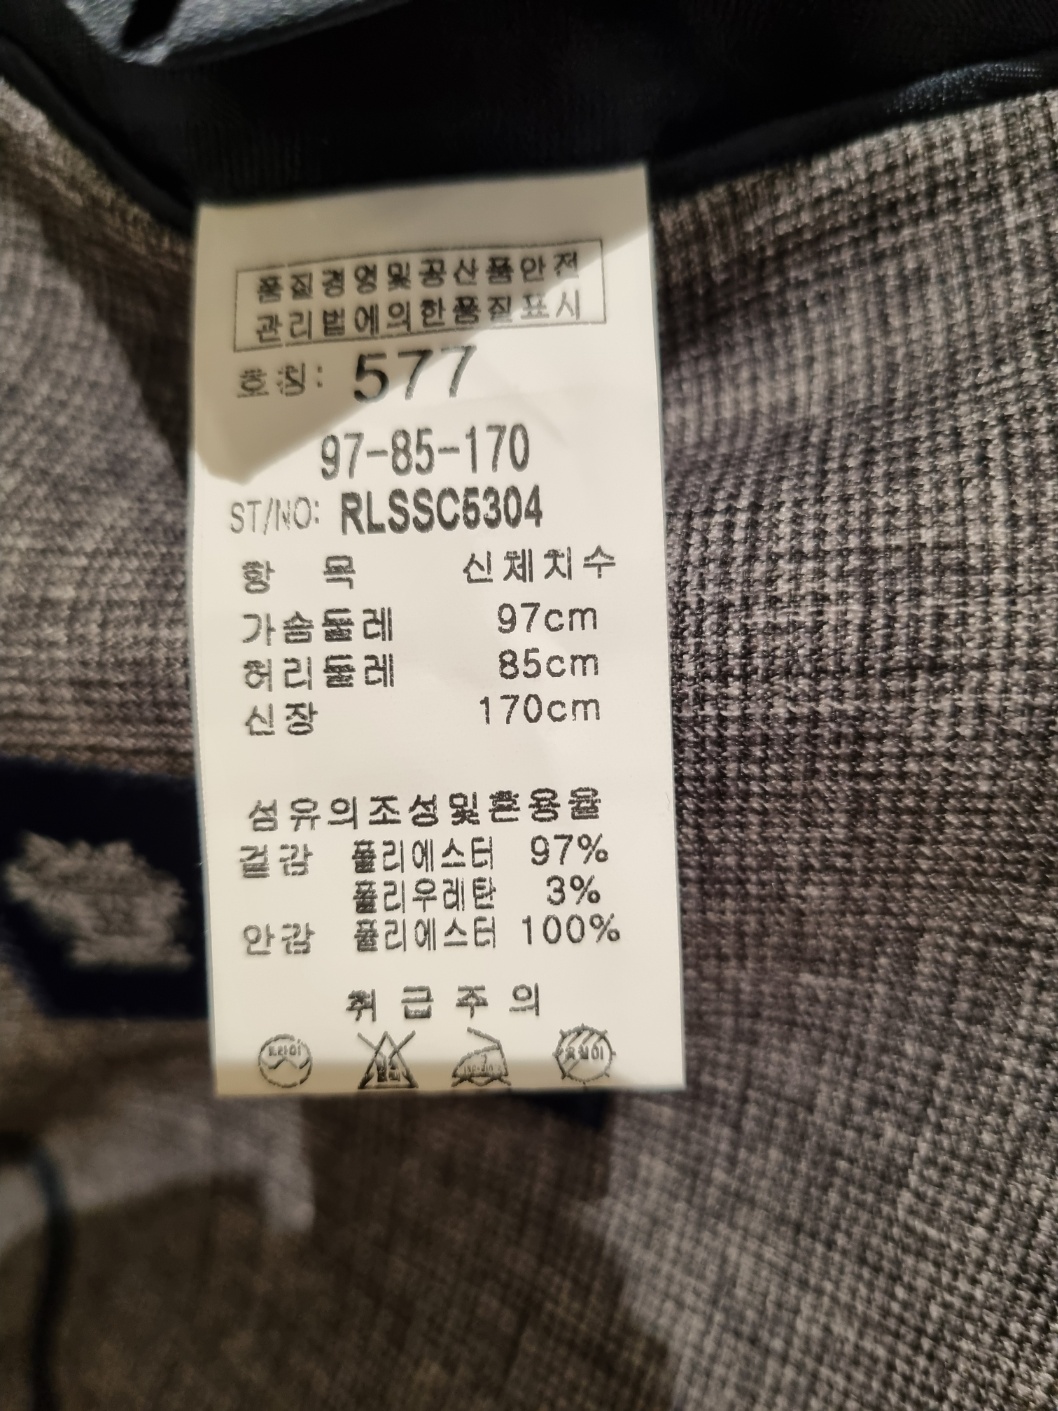 품질경영및공산품안전
관리법에의한품질표시
호칭: 577
97-85-170
ST/NO: RLSSC5304
항 목 신체치수
가슴둘레 97cm
허리둘레 85cm
신장 170cm
섬유의조성및혼용율
겉감 폴리에스터 97%
폴리우레탄 3%
안감 폴리에스터 100%
취급주의
드라이